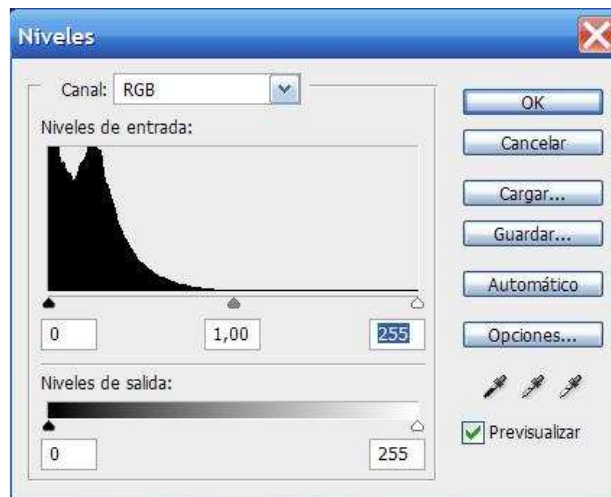 Niveles
Canal: RGB
Niveles de entrada:
0 1,00 255
Niveles de salida:
0 255
OK
Cancelar
Cargar...
Guardar...
Automático
Opciones...
Previsualizar